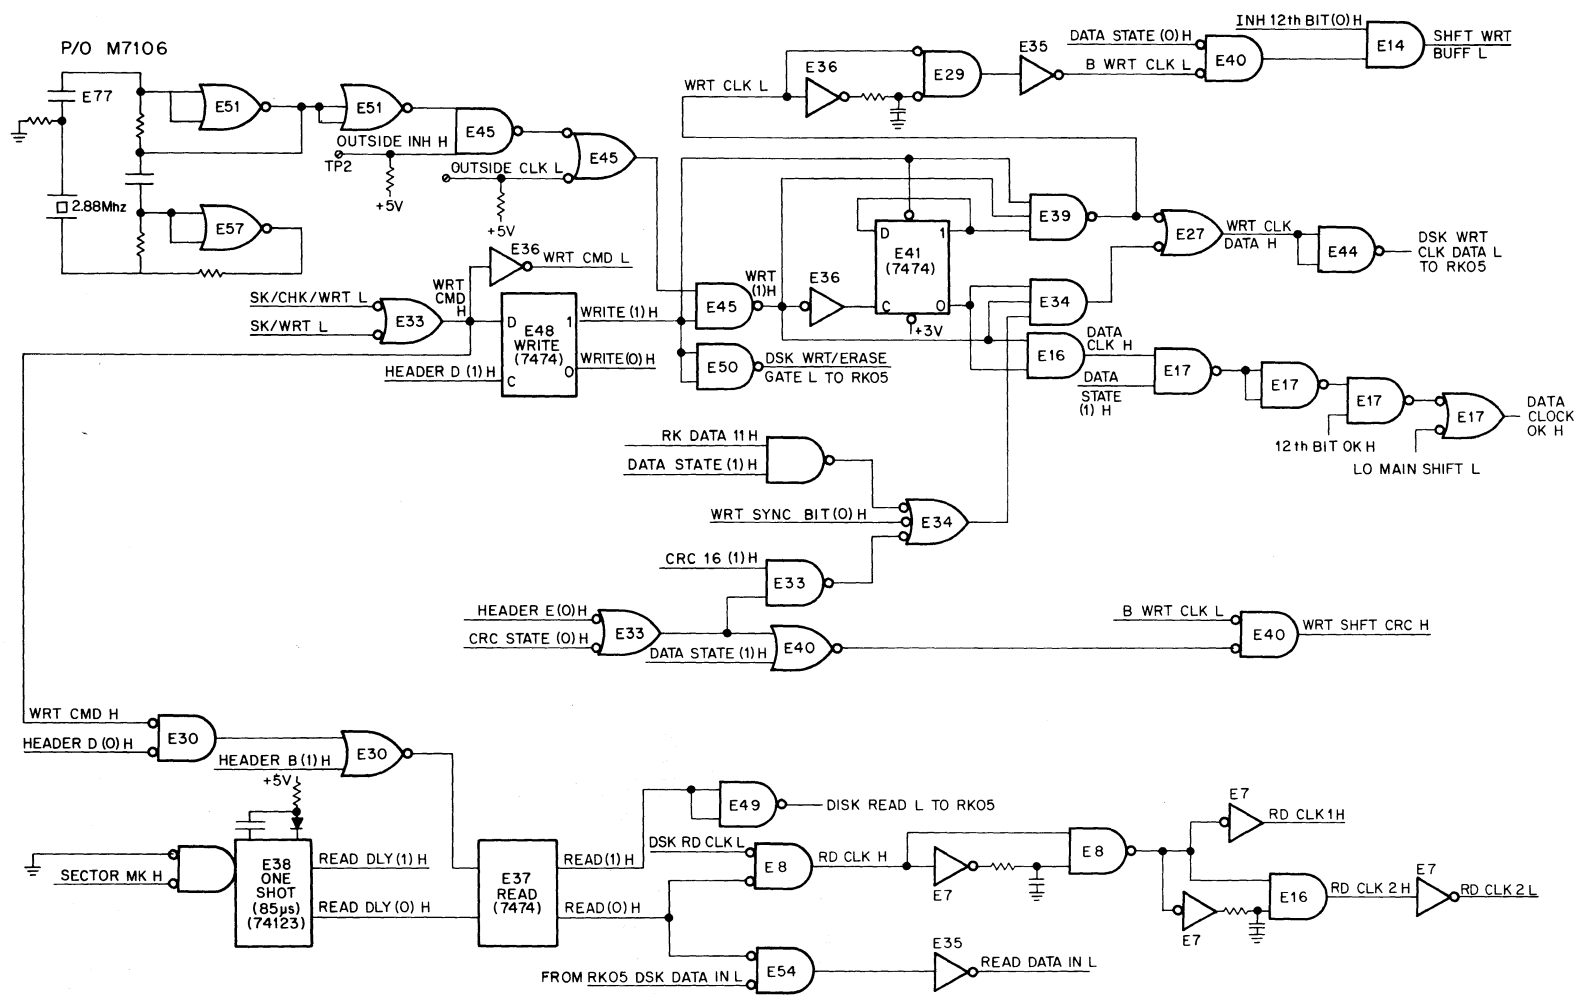 P/O M7106
E77
2.88Mhz
E51
E57
E51
OUTSIDE INH H
TP2
+5V
E45
OUTSIDE CLK L
+5V
E45
WRT CLK L
E36
E29
E35
DATA STATE (0) H
B WRT CLK L
E40
INH 12th BIT(0) H
E14
SHFT WRT
BUFF L
E36
WRT CMD L
WRT
CMD
H
SK/CHK/WRT L
SK/WRT L
E33
HEADER D (1) H
D 1
E48
WRITE
(7474)
C 0
WRITE (1) H
WRITE(0) H
E45
WRT
(1)H
E36
E50
DSK WRT/ERASE
GATE L TO RK05
D 1
E41
(7474)
C 0
+3V
E39
E34
E27
WRT CLK
DATA H
E44
DSK WRT
CLK DATA L
TO RK05
E16
DATA
CLK H
DATA
STATE
(1) H
E17
E17
E17
12th BIT OK H
E17
LO MAIN SHIFT L
DATA
CLOCK
OK H
RK DATA 11 H
DATA STATE (1) H
WRT SYNC BIT (0) H
E34
CRC 16 (1) H
E33
HEADER E(0) H
CRC STATE (0) H
E33
DATA STATE (1) H
E40
B WRT CLK L
E40
WRT SHFT CRC H
WRT CMD H
HEADER D (0) H
E30
HEADER B (1) H
E30
+5V
SECTOR MK H
E38
ONE
SHOT
(85µs)
(74123)
READ DLY (1) H
READ DLY (0) H
E37
READ
(7474)
READ (1) H
READ (0) H
E49
DISK READ L TO RK05
DSK RD CLK L
E8
RD CLK H
E7
E8
E7
RD CLK 1 H
E7
E16
RD CLK 2 H
E7
RD CLK 2 L
FROM RK05 DSK DATA IN L
E54
E35
READ DATA IN L